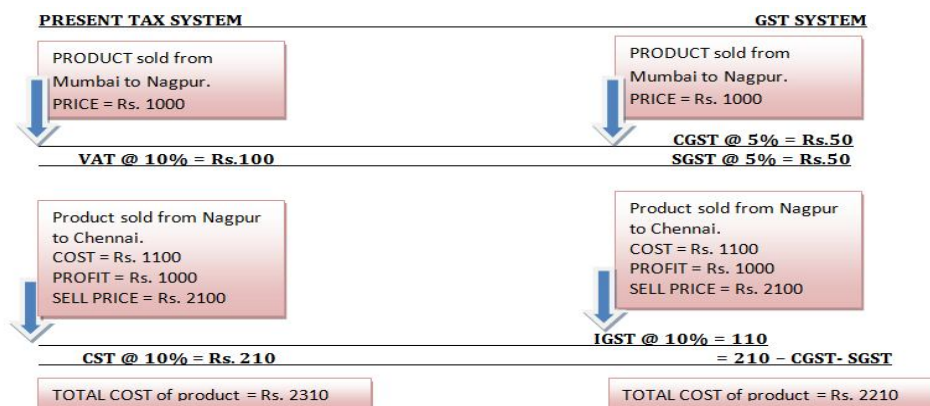 PRESENT TAX SYSTEM
GST SYSTEM
PRODUCT sold from
Mumbai to Nagpur.
PRICE = Rs. 1000
PRODUCT sold from
Mumbai to Nagpur.
PRICE = Rs. 1000
VAT @ 10% = Rs.100
CGST @ 5% = Rs.50
SGST @ 5% = Rs.50
Product sold from Nagpur
to Chennai.
COST = Rs. 1100
PROFIT = Rs. 1000
SELL PRICE = Rs. 2100
Product sold from Nagpur
to Chennai.
COST = Rs. 1100
PROFIT = Rs. 1000
SELL PRICE = Rs. 2100
CST @ 10% = Rs. 210
IGST @ 10% = 110
= 210 – CGST- SGST
TOTAL COST of product = Rs. 2310
TOTAL COST of product = Rs. 2210